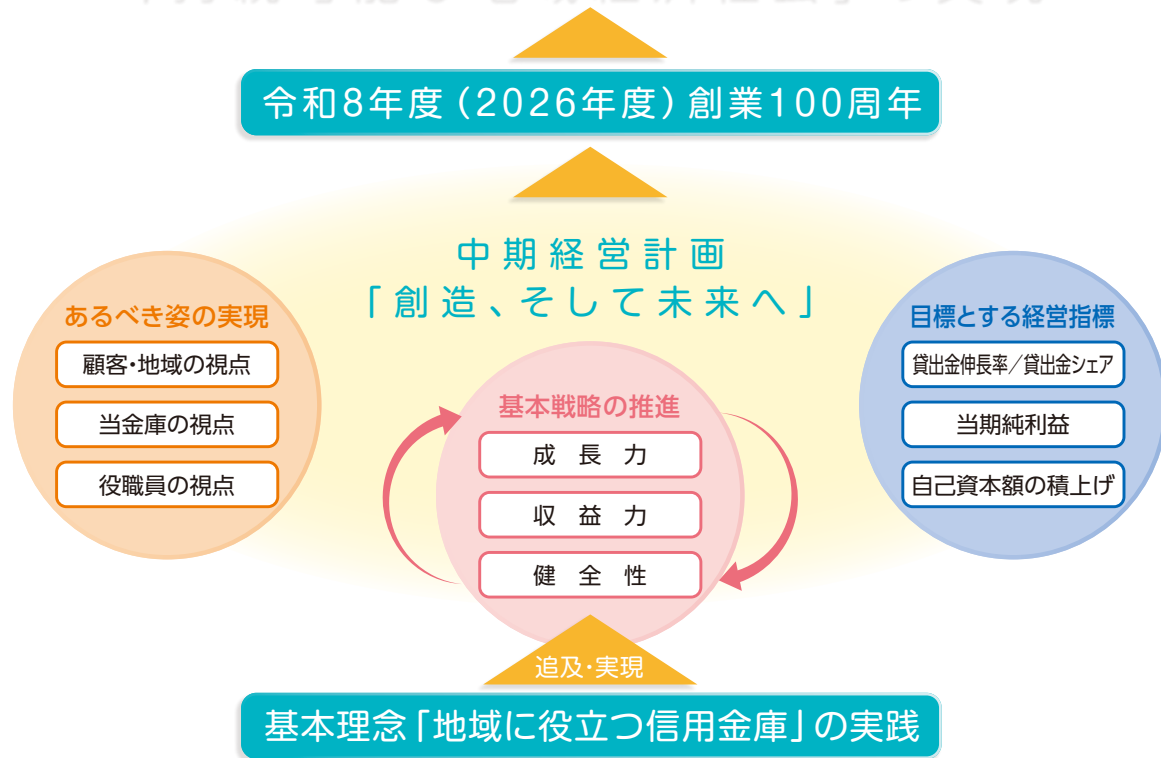 令和8年度（2026年度）創業100周年
中期経営計画
「創造、そして未来へ」
あるべき姿の実現
顧客・地域の視点
当金庫の視点
役職員の視点
基本戦略の推進
成長力
収益力
健全性
目標とする経営指標
貸出金伸長率／貸出金シェア
当期純利益
自己資本額の積上げ
追及・実現
基本理念「地域に役立つ信用金庫」の実践